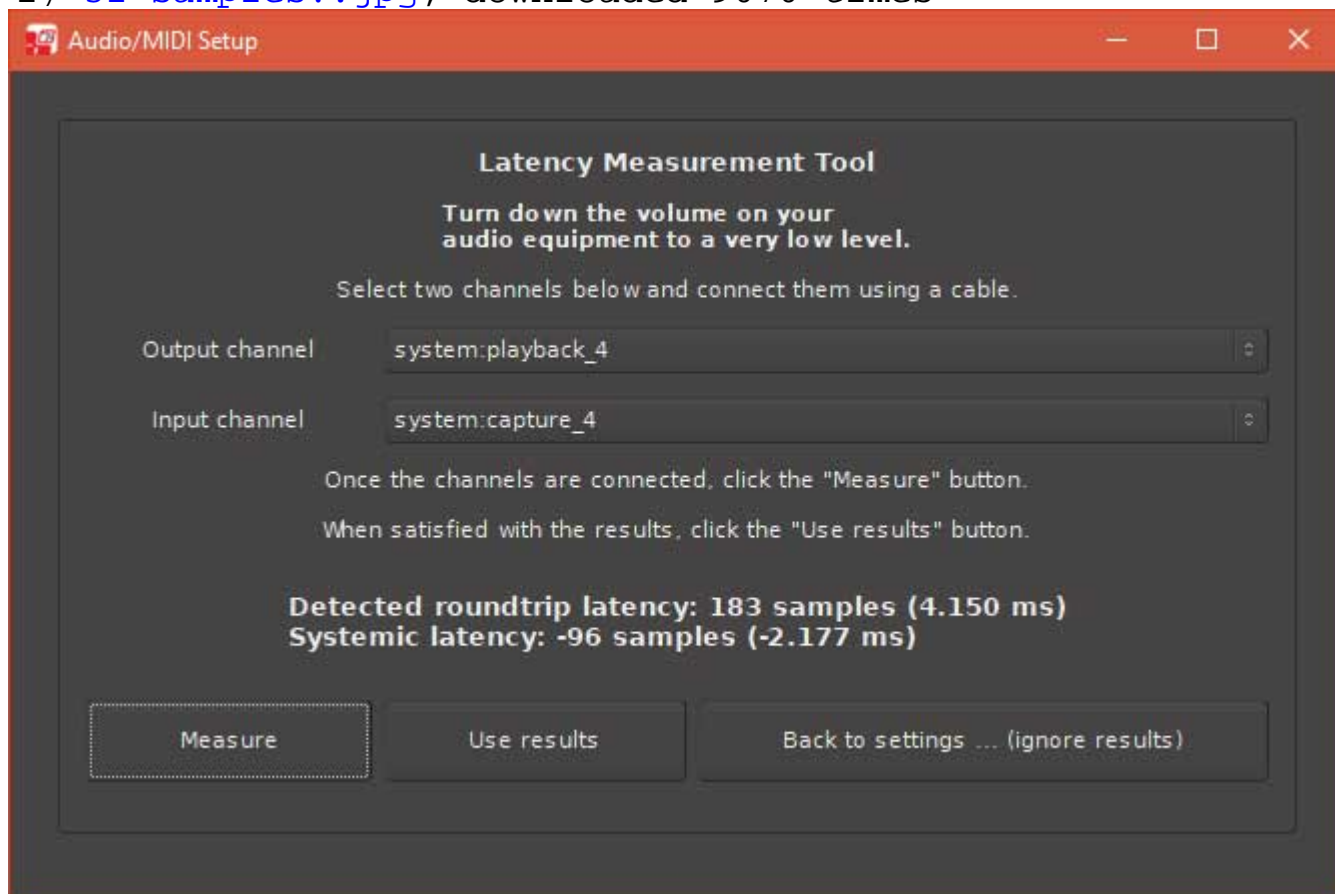 Audio/MIDI Setup
Latency Measurement Tool
Turn down the volume on your
audio equipment to a very low level.
Select two channels below and connect them using a cable.
Output channel system:playback_4
Input channel system:capture_4
Once the channels are connected, click the "Measure" button.
When satisfied with the results, click the "Use results" button.
Detected roundtrip latency: 183 samples (4.150 ms)
Systemic latency: -96 samples (-2.177 ms)
Measure Use results Back to settings ... (ignore results)